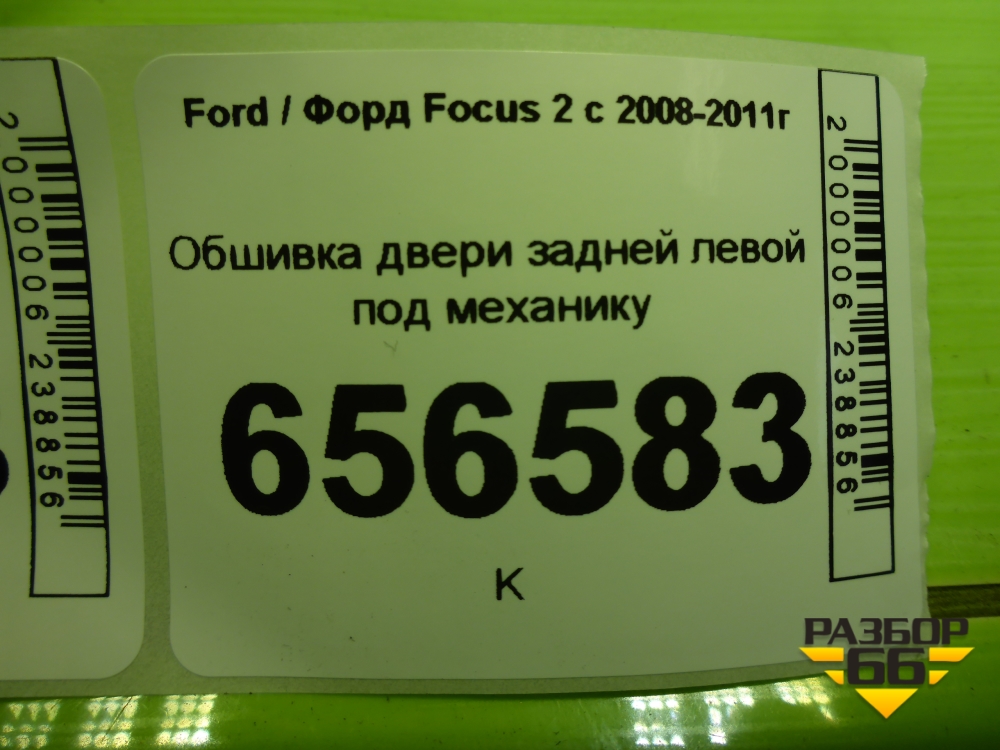 Ford / Форд Focus 2 с 2008-2011г
Обшивка двери задней левой
под механику
656583
К
2000006238856
2000006238856
РАЗБОР
66